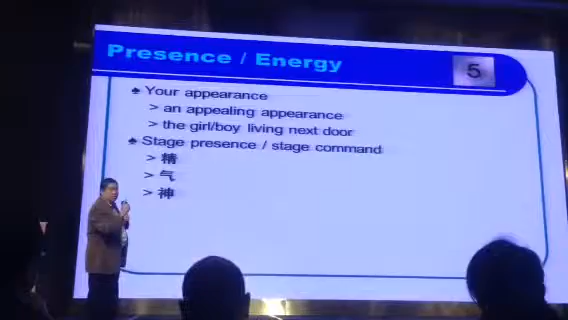 Presence / Energy
5
♠ Your appearance
> an appealing appearance
> the girl/boy living next door
♠ Stage presence / stage command
> 精
> 气
> 神